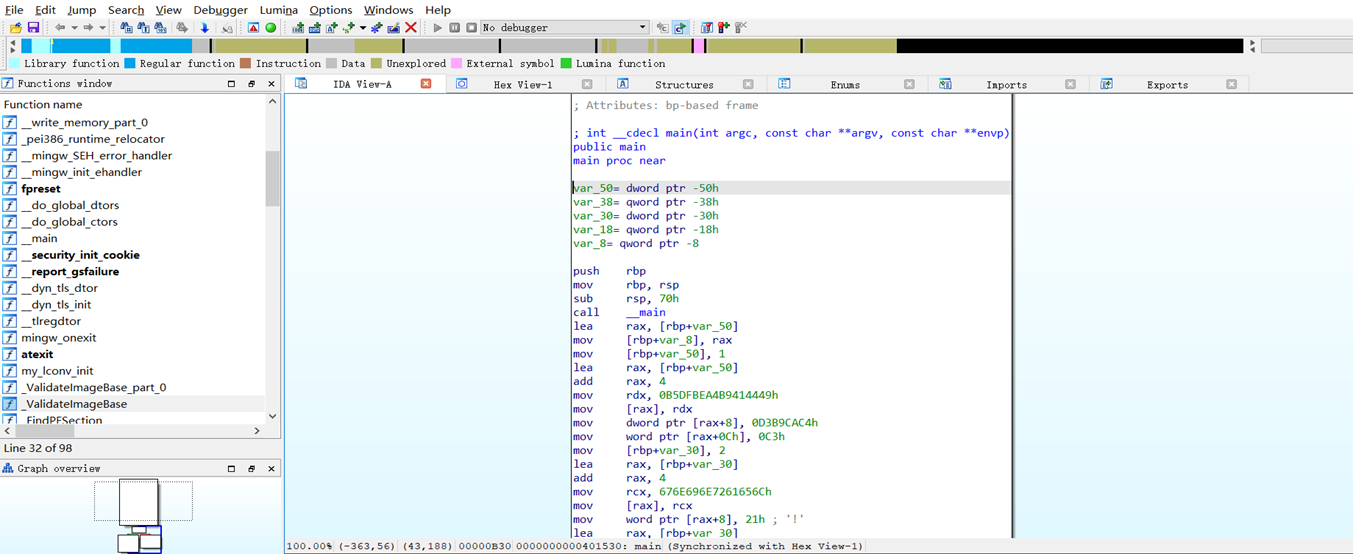 File Edit Jump Search View Debugger Lumina Options Windows Help
No debugger
Library function Regular function Instruction Data Unexplored External symbol Lumina function
Functions window
IDA View-A Hex View-1 Structures Enums Imports Exports
Function name
__write_memory_part_0
_pei386_runtime_relocator
__mingw_SEH_error_handler
__mingw_init_ehandler
fpreset
__do_global_dtors
__do_global_ctors
__main
__security_init_cookie
__report_gsfailure
__dyn_tls_dtor
__dyn_tls_init
__tlregdtor
mingw_onexit
atexit
my_lconv_init
_ValidateImageBase_part_0
_ValidateImageBase
_FindPESection
Line 32 of 98
Graph overview
; Attributes: bp-based frame
; int __cdecl main(int argc, const char **argv, const char **envp)
public main
main proc near
var_50= dword ptr -50h
var_38= qword ptr -38h
var_30= dword ptr -30h
var_18= qword ptr -18h
var_8= qword ptr -8
push rbp
mov rbp, rsp
sub rsp, 70h
call __main
lea rax, [rbp+var_50]
mov [rbp+var_8], rax
mov [rbp+var_50], 1
lea rax, [rbp+var_50]
add rax, 4
mov rdx, 0B5DFBEA4B9414449h
mov [rax], rdx
mov dword ptr [rax+8], 0D3B9CAC4h
mov word ptr [rax+0Ch], 0C3h
mov [rbp+var_30], 2
lea rax, [rbp+var_30]
add rax, 4
mov rcx, 676E696E7261656Ch
mov [rax], rcx
mov word ptr [rax+8], 21h ; '!'
lea rax, [rbp+var_30]
100.00% (-363,56) (43,188) 00000B30 0000000000401530: main (Synchronized with Hex View-1)